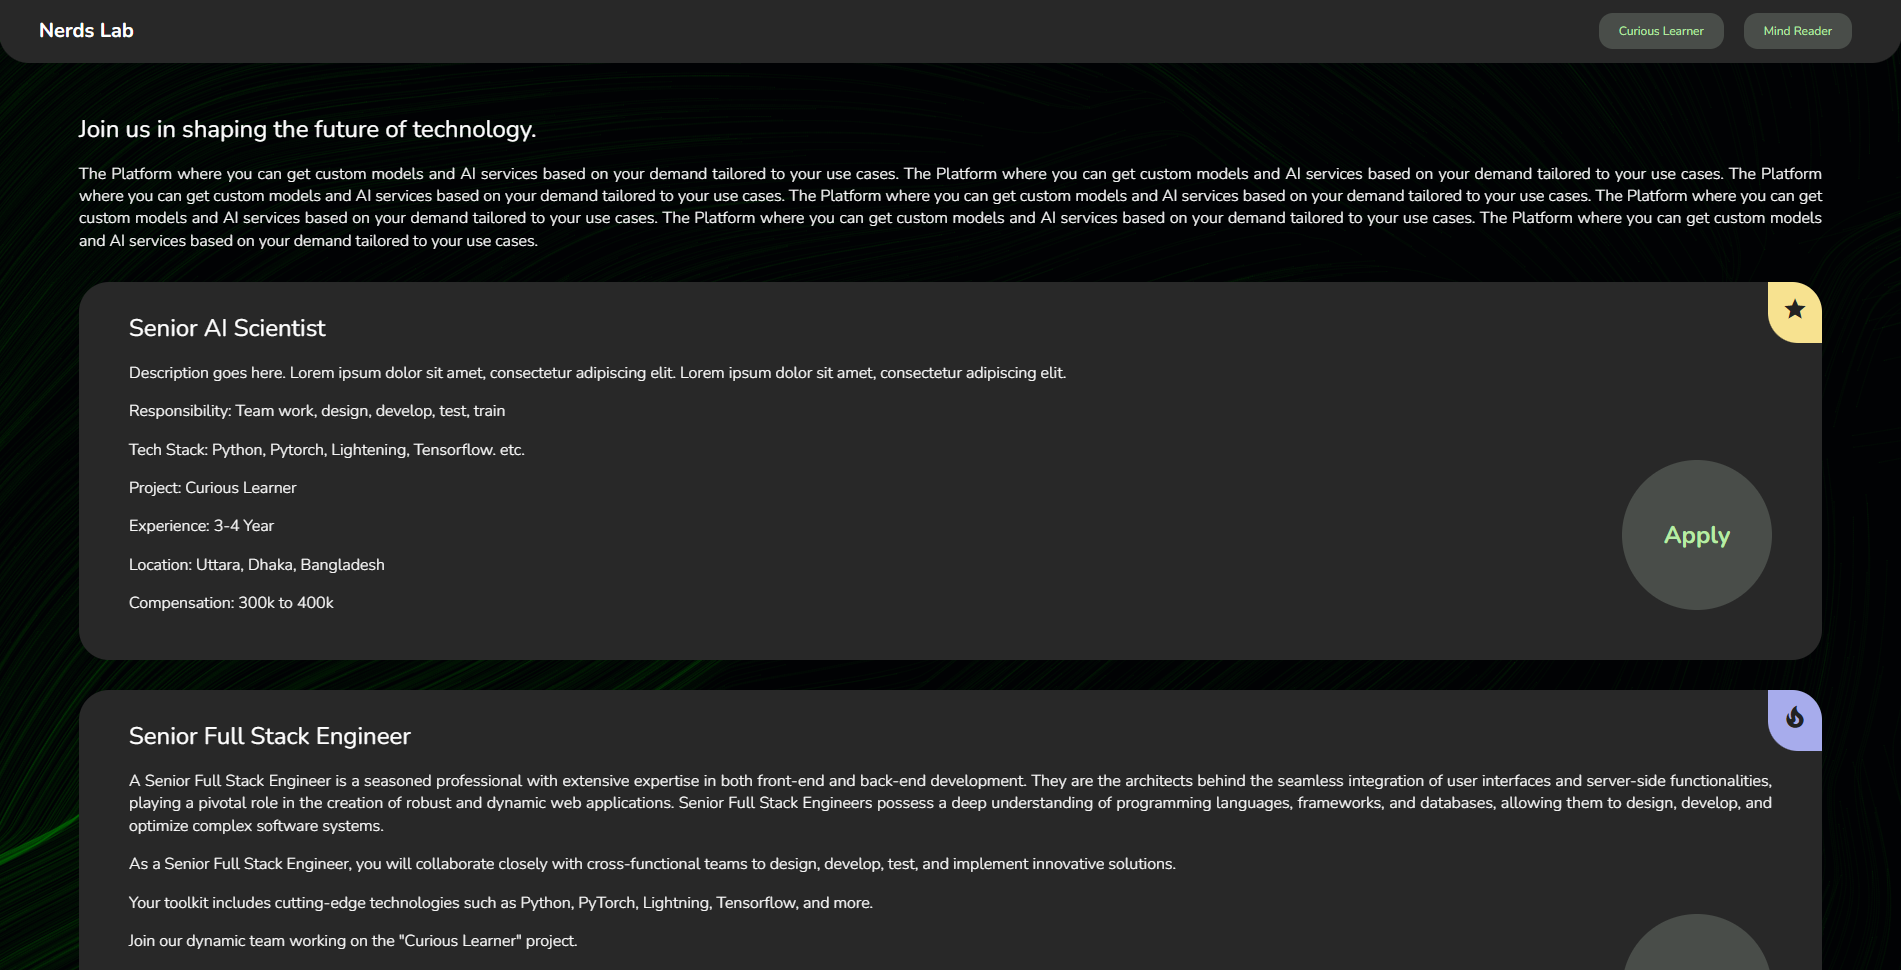 Nerds Lab
Curious Learner
Mind Reader
Join us in shaping the future of technology.
The Platform where you can get custom models and AI services based on your demand tailored to your use cases. The Platform where you can get custom models and AI services based on your demand tailored to your use cases. The Platform
where you can get custom models and AI services based on your demand tailored to your use cases. The Platform where you can get custom models and AI services based on your demand tailored to your use cases. The Platform where you can get
custom models and AI services based on your demand tailored to your use cases. The Platform where you can get custom models and AI services based on your demand tailored to your use cases. The Platform where you can get custom models
and AI services based on your demand tailored to your use cases.
Senior AI Scientist
Description goes here. Lorem ipsum dolor sit amet, consectetur adipiscing elit. Lorem ipsum dolor sit amet, consectetur adipiscing elit.
Responsibility: Team work, design, develop, test, train
Tech Stack: Python, Pytorch, Lightening, Tensorflow. etc.
Project: Curious Learner
Experience: 3-4 Year
Location: Uttara, Dhaka, Bangladesh
Compensation: 300k to 400k
Apply
Senior Full Stack Engineer
A Senior Full Stack Engineer is a seasoned professional with extensive expertise in both front-end and back-end development. They are the architects behind the seamless integration of user interfaces and server-side functionalities,
playing a pivotal role in the creation of robust and dynamic web applications. Senior Full Stack Engineers possess a deep understanding of programming languages, frameworks, and databases, allowing them to design, develop, and
optimize complex software systems.
As a Senior Full Stack Engineer, you will collaborate closely with cross-functional teams to design, develop, test, and implement innovative solutions.
Your toolkit includes cutting-edge technologies such as Python, PyTorch, Lightning, Tensorflow, and more.
Join our dynamic team working on the "Curious Learner" project.